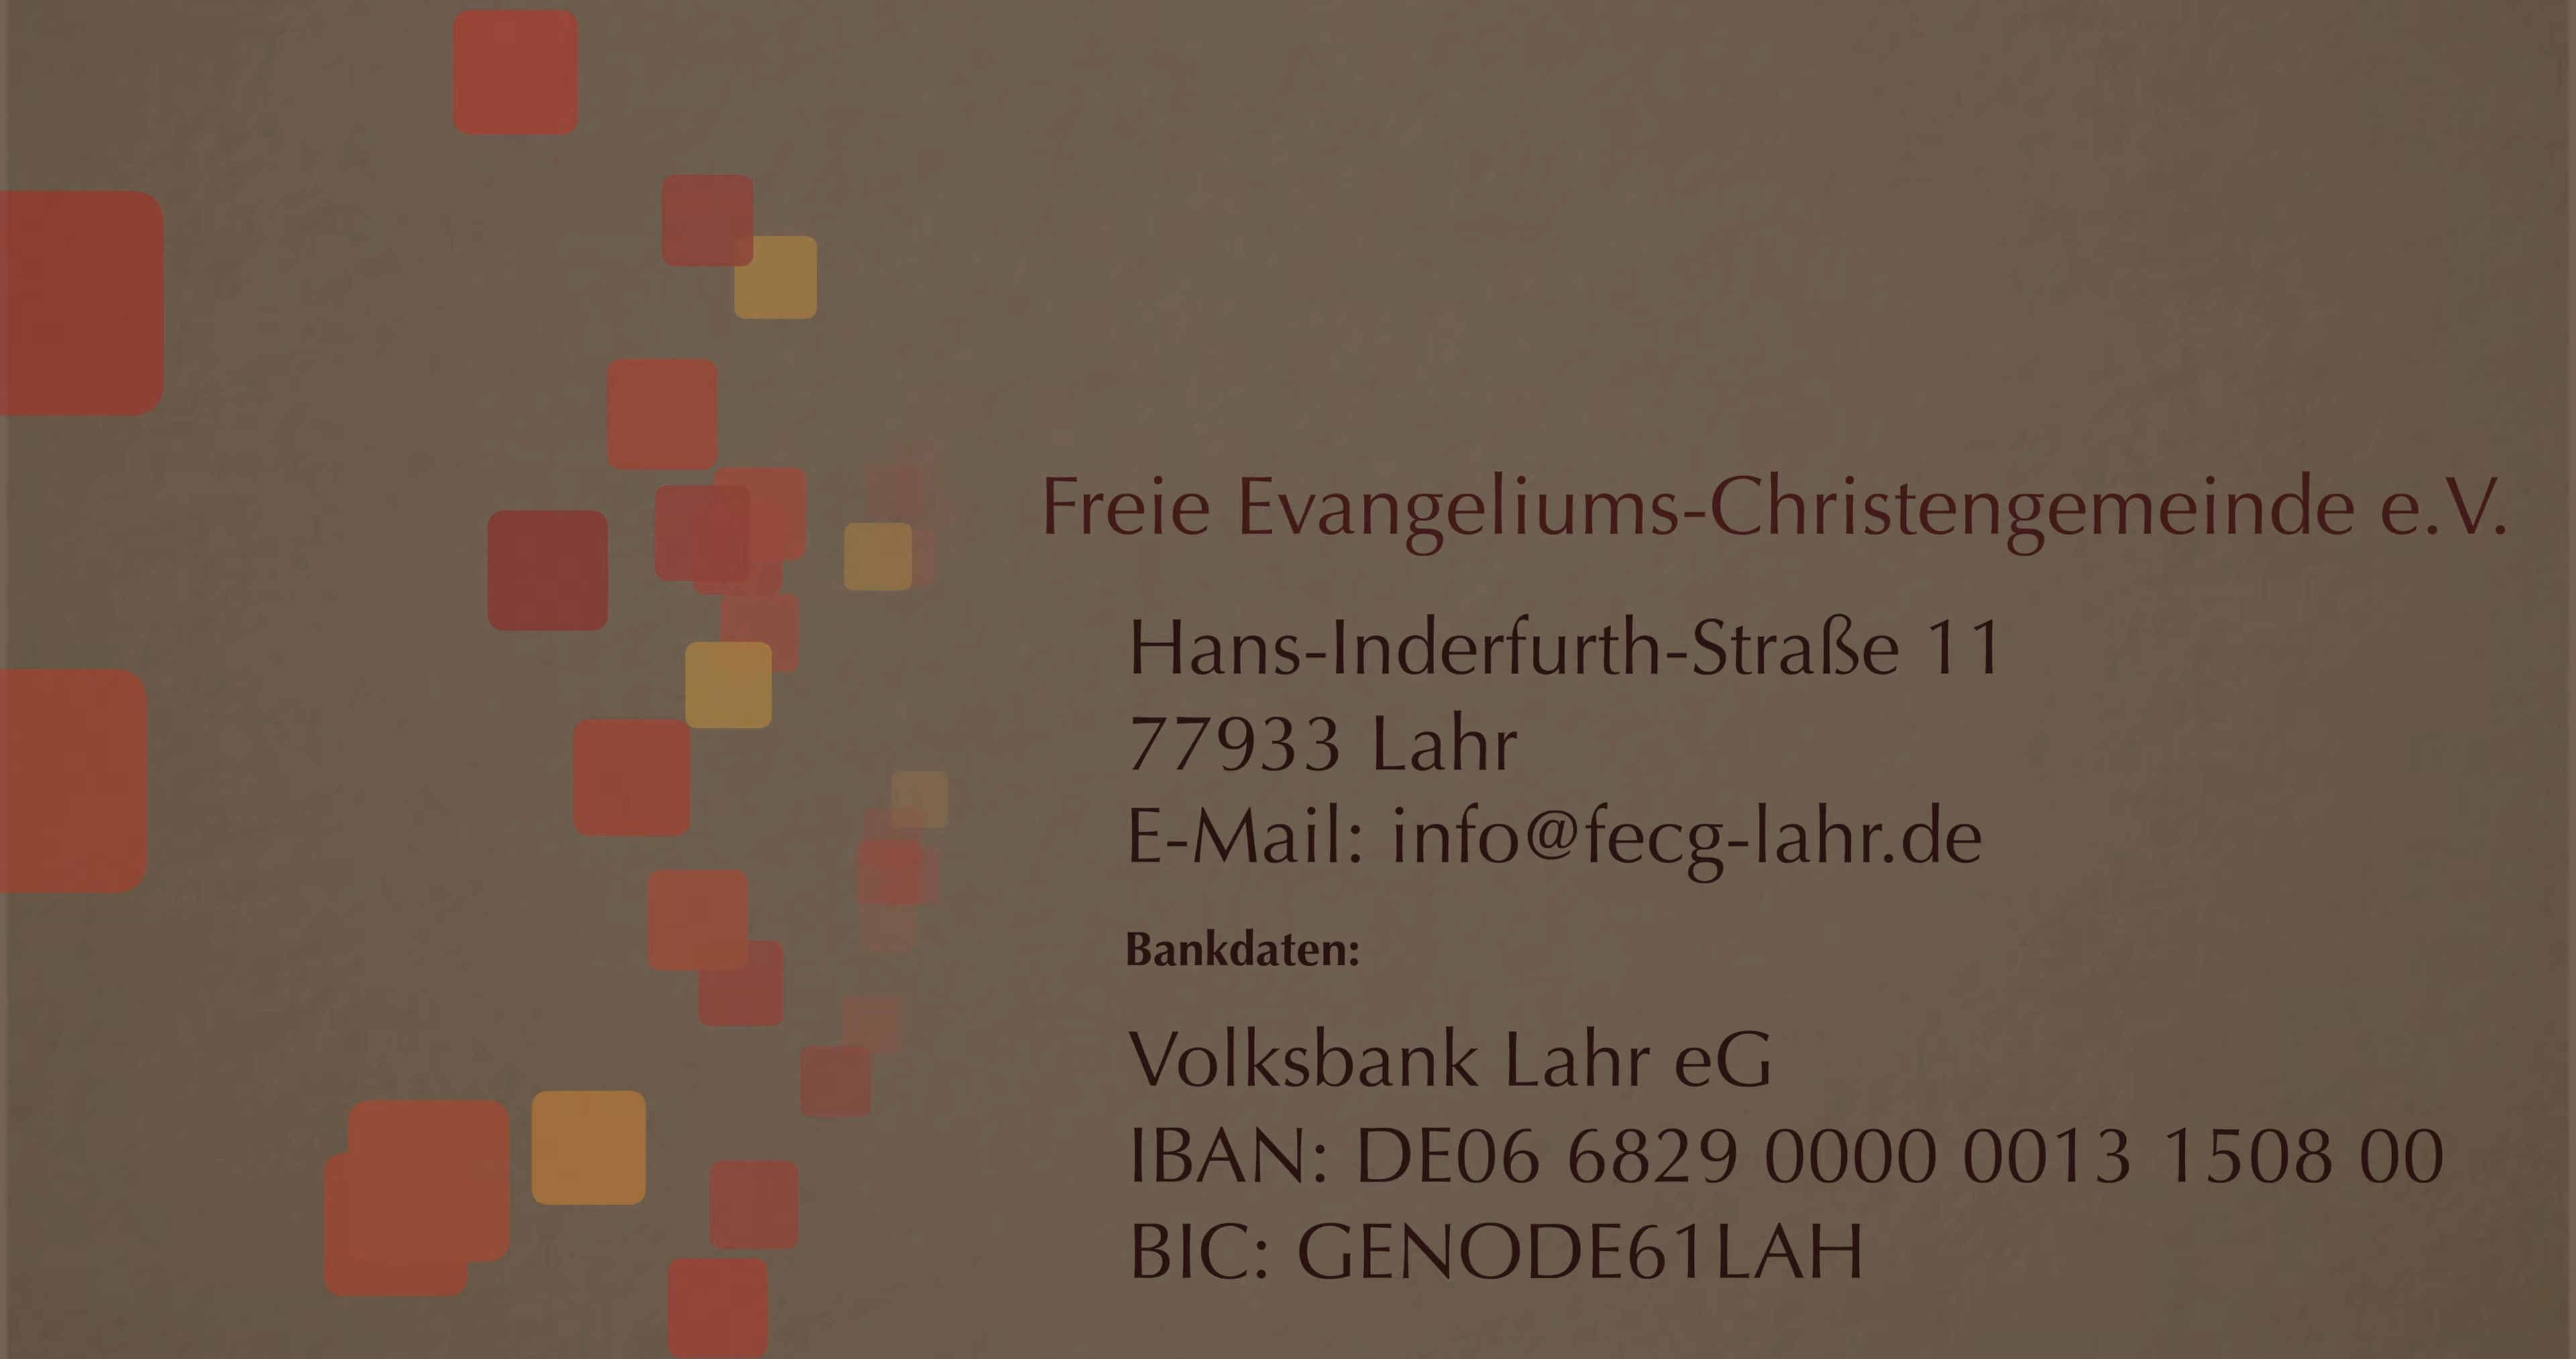 Freie Evangeliums-Christengemeinde e.V.
Hans-Inderfurth-Straße 11
77933 Lahr
E-Mail: info@fecg-lahr.de
Bankdaten:
Volksbank Lahr eG
IBAN: DE06 6829 0000 0013 1508 00
BIC: GENODE61LAH